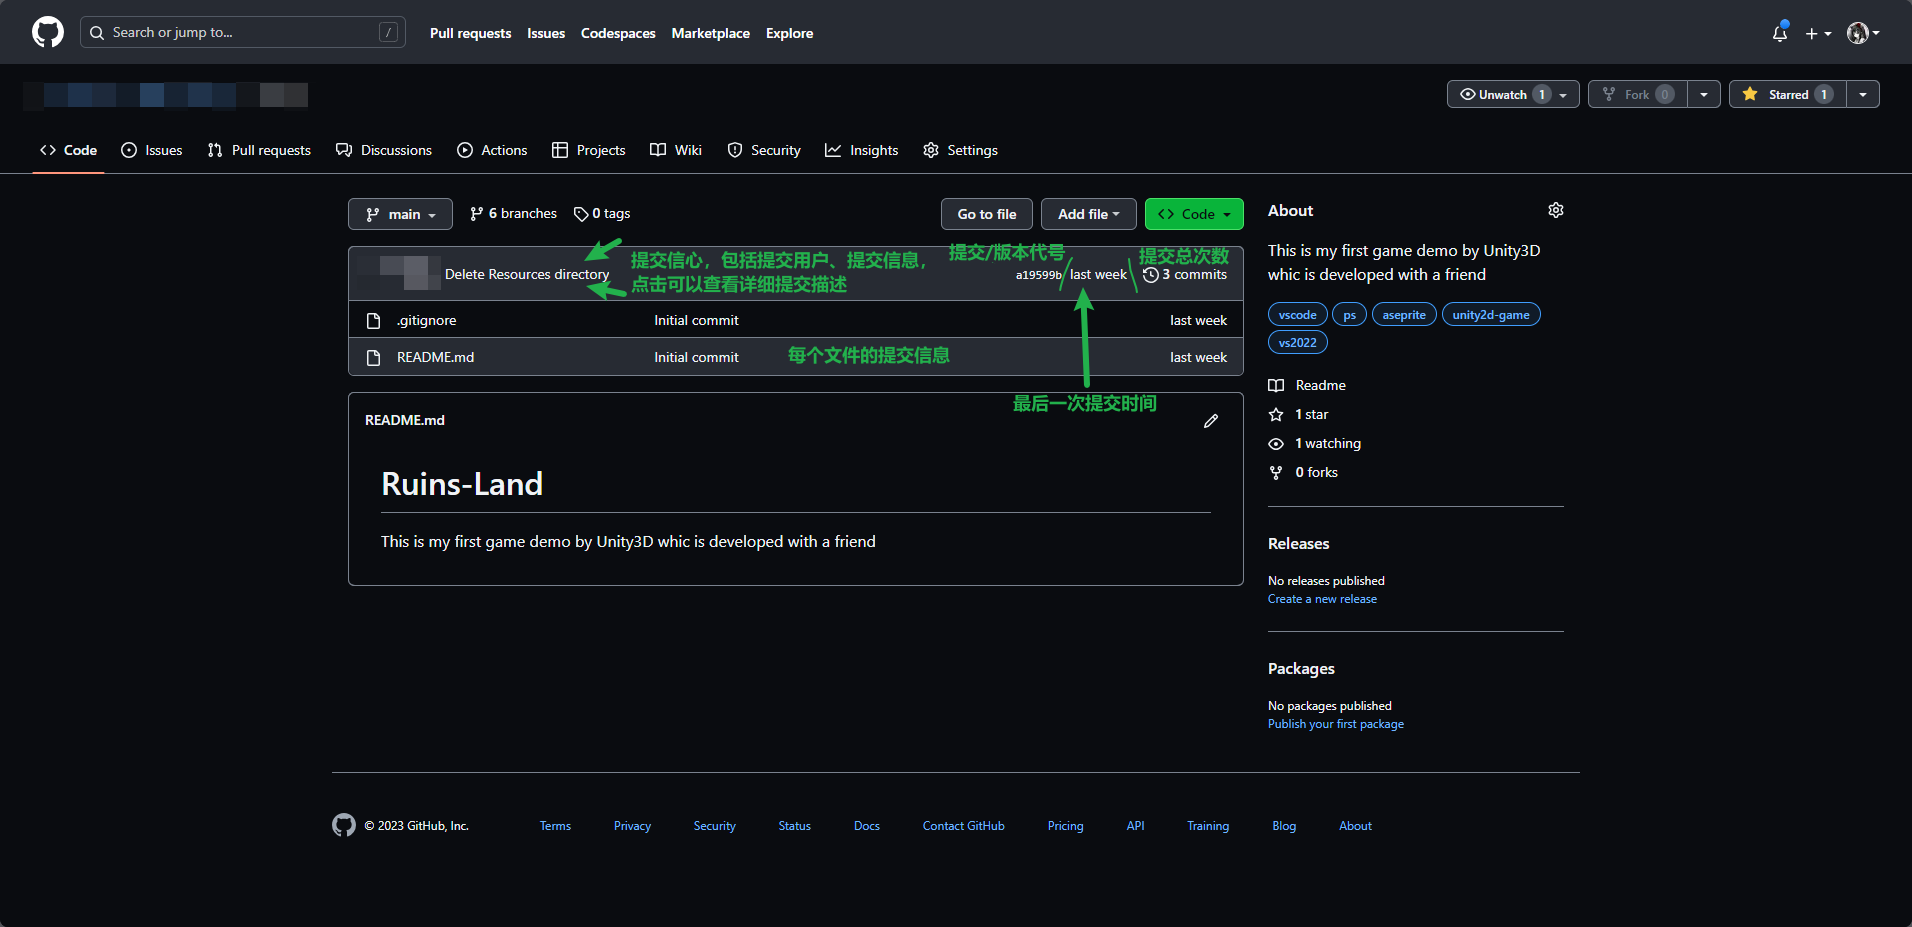 Search or jump to... /
Pull requests Issues Codespaces Marketplace Explore
Unwatch 1 Fork 0 Starred 1
Code Issues Pull requests Discussions Actions Projects Wiki Security Insights Settings
main 6 branches 0 tags Go to file Add file Code
提交信心，包括提交用户、提交信息，
点击可以查看详细提交描述
提交/版本代号
提交总次数
Delete Resources directory a19599b last week 3 commits
.gitignore Initial commit last week
README.md Initial commit 每个文件的提交信息 last week
最后一次提交时间
README.md
Ruins-Land
This is my first game demo by Unity3D whic is developed with a friend
About
This is my first game demo by Unity3D
whic is developed with a friend
vscode ps aseprite unity2d-game
vs2022
Readme
1 star
1 watching
0 forks
Releases
No releases published
Create a new release
Packages
No packages published
Publish your first package
© 2023 GitHub, Inc. Terms Privacy Security Status Docs Contact GitHub Pricing API Training Blog About